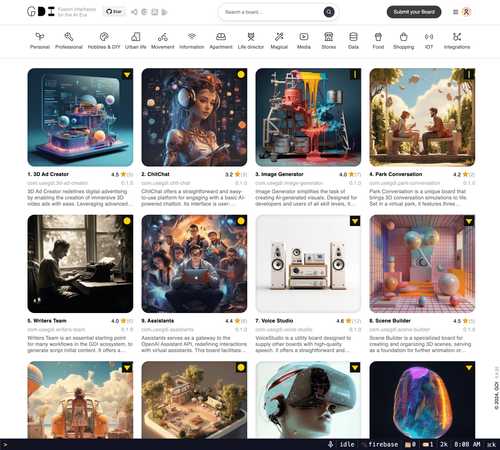 GDI
Fusion Interfaces
for the AI Era
Star
Search a board...
Submit your Board
Personal
Professional
Hobbies & DIY
Urban life
Movement
Information
Apartment
Life director
Magical
Media
Stores
Data
Food
Shopping
IOT
Integrations
1. 3D Ad Creator 4.5
com.usegdi.3d-ad-creator 0.1.0
3D Ad Creator redefines digital advertising
by enabling the creation of immersive 3D
video ads with ease. Leveraging advanced...
2. ChitChat 3.2
com.usegdi.chit-chat 0.1.0
ChitChat offers a straightforward and easy-
to-use platform for engaging with a basic AI-
powered chatbot. Its interface is user-...
3. Image Generator 4.0
com.usegdi.image-generator 0.1.0
Image Generator simplifies the task of
creating AI-generated visuals. Designed for
developers and users of all skill levels, it...
4. Park Conversation 4.2
com.usegdi.park-conversation 0.1.0
Park Conversation is a unique board that
brings 3D conversation simulations to life.
Set in a virtual park, it features three...
5. Writers Team 4.0
com.usegdi.writers-team 0.1.0
Writers Team is an essential starting point
for many workflows in the GDI ecosystem, to
generate script initial content. It offers a...
9. Assistants 4.4
com.usegdi.assistants 0.1.0
Assistants serves as a gateway to the
OpenAI Assistant API, redefining interactions
with virtual assistants. This board facilitate...
7. Voice Studio 4.6
com.usegdi.voice-studio 0.1.0
VoiceStudio is a utility board designed to
supply other boards with high-quality
speech. It offers a straightforward and...
8. Scene Builder 4.5
com.usegdi.scene-builder 0.1.0
Scene Builder is a specialized board for
creating and organizing 3D scenes, serving
as a foundation for further animation or...
© 2024, GDI
> idle firebase 0 1 2k 8:08 AM ⌘K